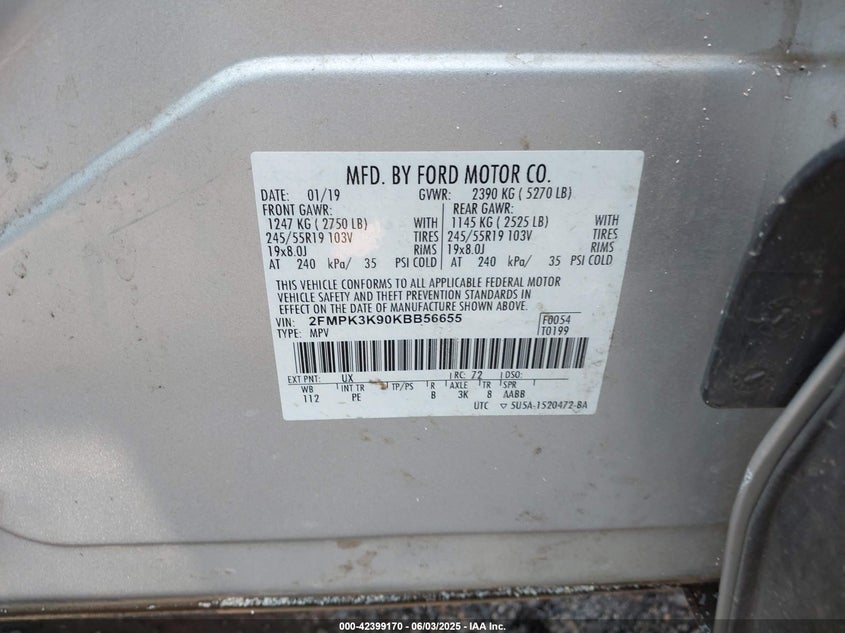 MFD. BY FORD MOTOR CO.
DATE: 01/19 GVWR: 2390 KG ( 5270 LB)
FRONT GAWR: REAR GAWR:
1247 KG ( 2750 LB) WITH 1145 KG ( 2525 LB) WITH
245/55R19 103V TIRES 245/55R19 103V TIRES
19x8.0J RIMS 19x8.0J RIMS
AT 240 kPa/ 35 PSI COLD AT 240 kPa/ 35 PSI COLD
THIS VEHICLE CONFORMS TO ALL APPLICABLE FEDERAL MOTOR
VEHICLE SAFETY AND THEFT PREVENTION STANDARDS IN
EFFECT ON THE DATE OF MANUFACTURE SHOWN ABOVE.
VIN: 2FMPK3K90KBB56655 F0054
TYPE: MPV T0199
EXT PNT: UX RC: 72 DSO:
WB INT TR TP/PS R AXLE TR SPR
112 PE B 3K 8 AABB
UTC ▽ 5U5A-1520472-BA
000-42399170 - 06/03/2025 - IAA Inc.